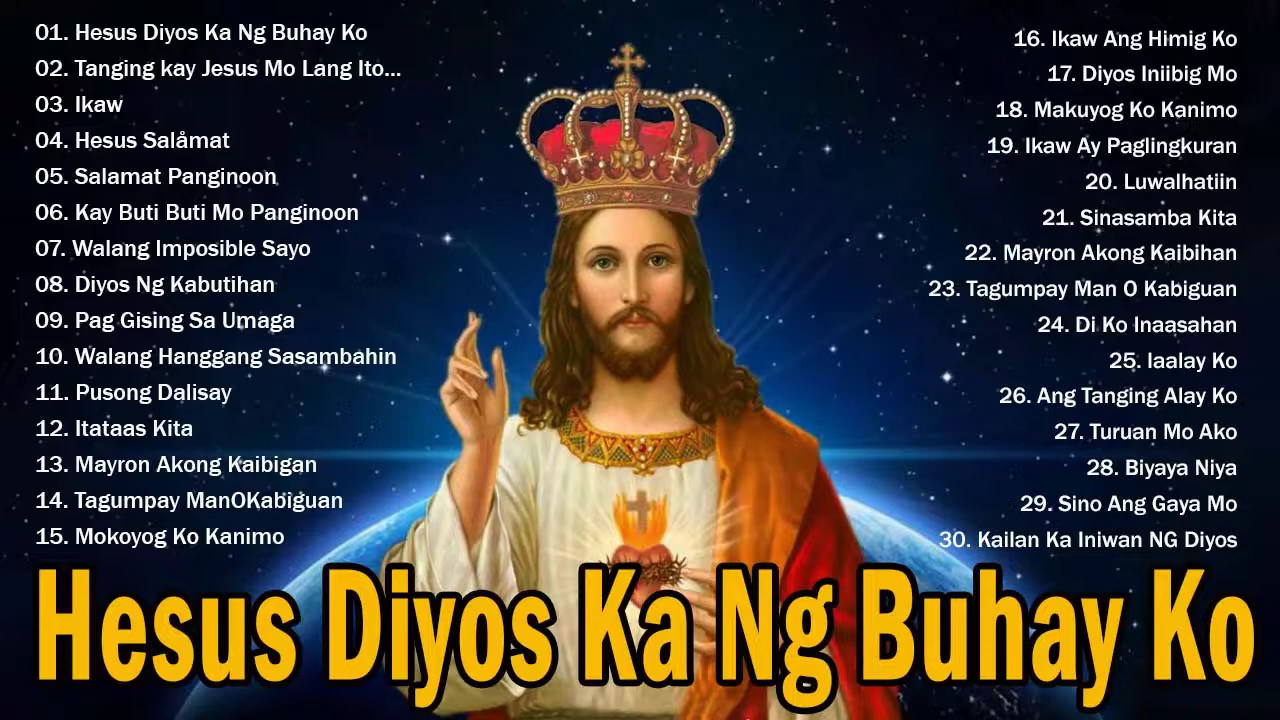 01. Hesus Diyos Ka Ng Buhay Ko
02. Tanging kay Jesus Mo Lang Ito...
03. Ikaw
04. Hesus Salåmat
05. Salamat Panginoon
06. Kay Buti Buti Mo Panginoon
07. Walang Imposible Sayo
08. Diyos Ng Kabutihan
09. Pag Gising Sa Umaga
10. Walang Hanggang Sasambahin
11. Pusong Dalisay
12. Itataas Kita
13. Mayron Akong Kaibigan
14. Tagumpay ManOKabiguan
15. Mokoyog Ko Kanimo
16. Ikaw Ang Himig Ko
17. Diyos Iniibig Mo
18. Makuyog Ko Kanimo
19. Ikaw Ay Paglingkuran
20. Luwalhatiin
21. Sinasamba Kita
22. Mayron Akong Kaibihan
23. Tagumpay Man O Kabiguan
24. Di Ko Inaasahan
25. Iaalay Ko
26. Ang Tanging Alay Ko
27. Turuan Mo Ako
28. Biyaya Niya
29. Sino Ang Gaya Mo
30. Kailan Ka Iniwan NG Diyos
Hesus Diyos Ka Ng Buhay Ko